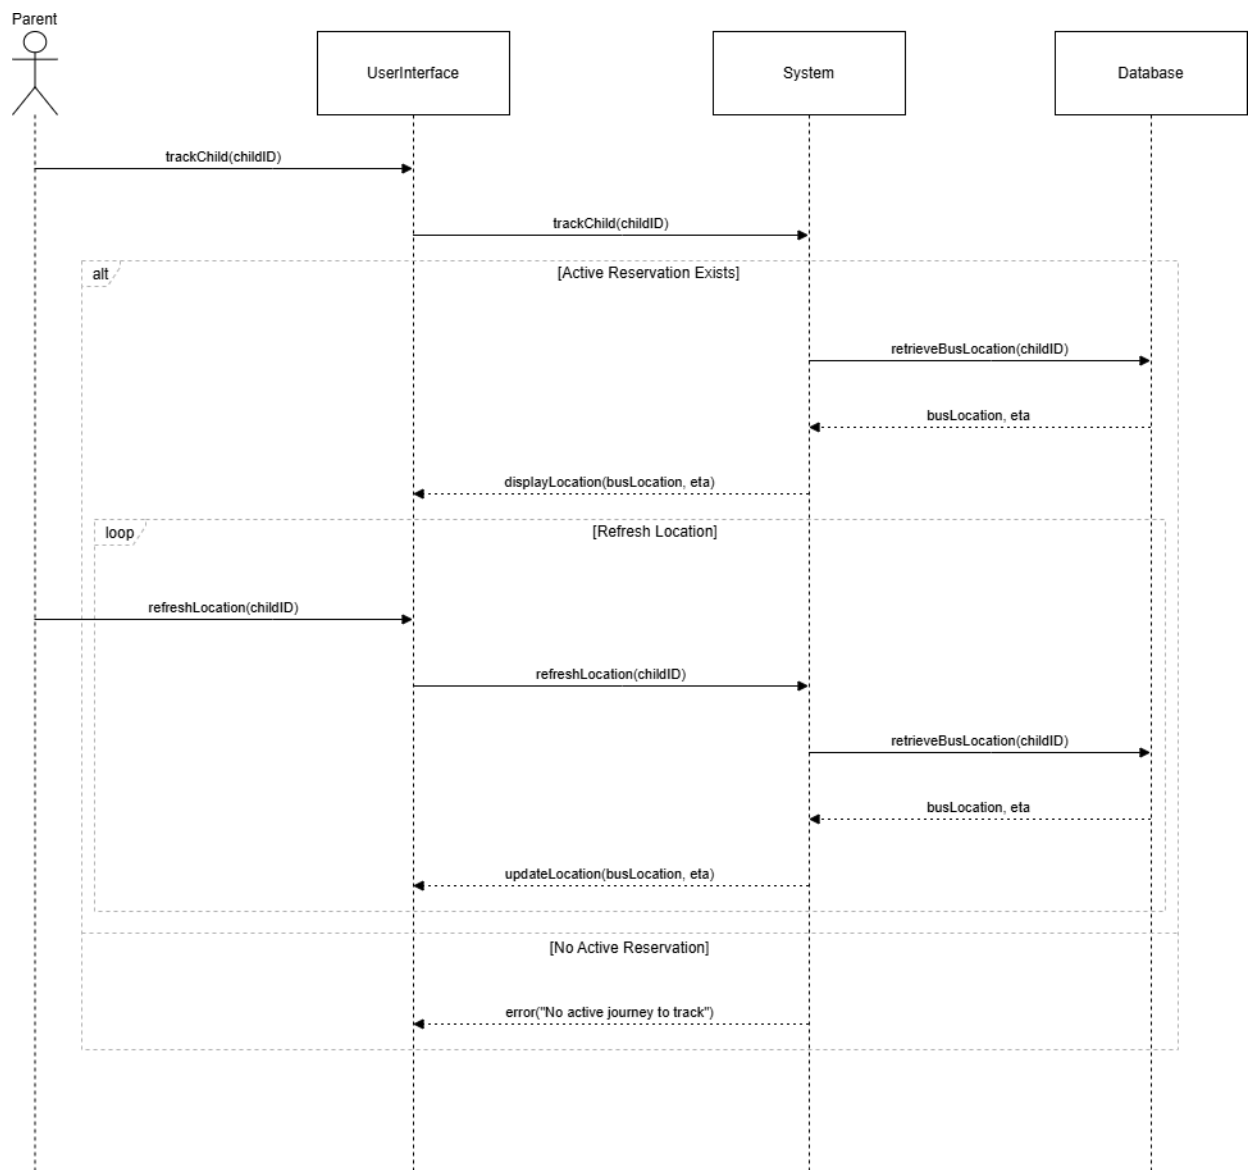 Parent
UserInterface
System
Database
trackChild(childID)
trackChild(childID)
alt
[Active Reservation Exists]
retrieveBusLocation(childID)
busLocation, eta
displayLocation(busLocation, eta)
loop
[Refresh Location]
refreshLocation(childID)
refreshLocation(childID)
retrieveBusLocation(childID)
busLocation, eta
updateLocation(busLocation, eta)
[No Active Reservation]
error("No active journey to track")